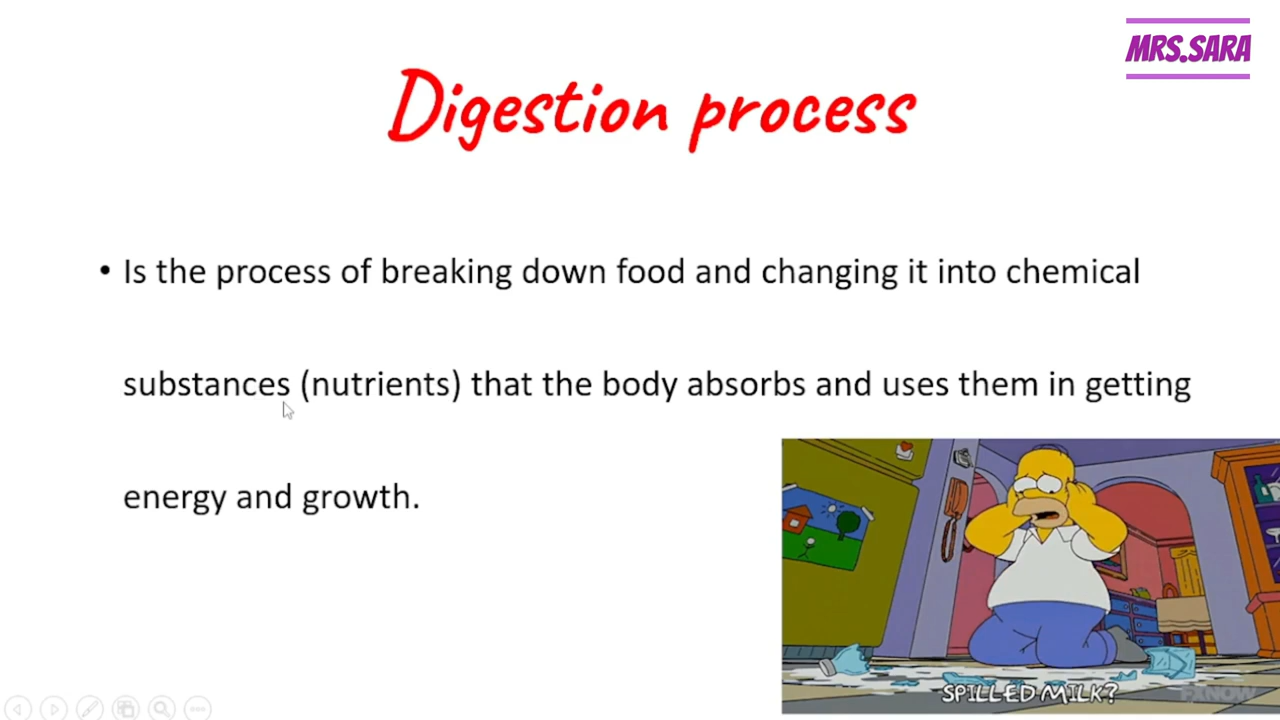 MRS.SARA
Digestion process
• Is the process of breaking down food and changing it into chemical
substances (nutrients) that the body absorbs and uses them in getting
energy and growth.
SPILLED MILK?
FXNOW